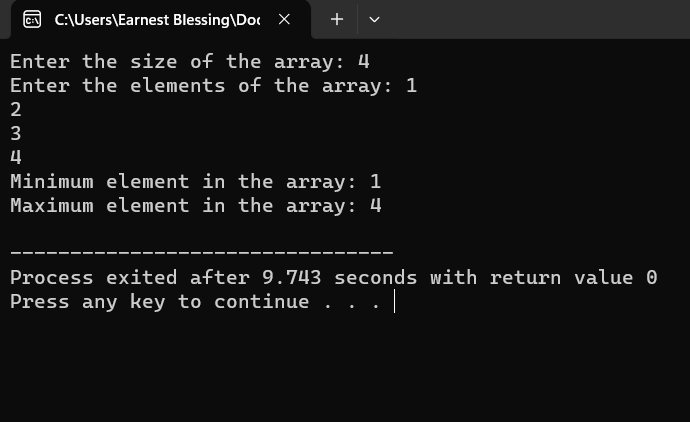 C:\Users\Earnest Blessing\Doc
Enter the size of the array: 4
Enter the elements of the array: 1
2
3
4
Minimum element in the array: 1
Maximum element in the array: 4
--------------------------------
Process exited after 9.743 seconds with return value 0
Press any key to continue . . .